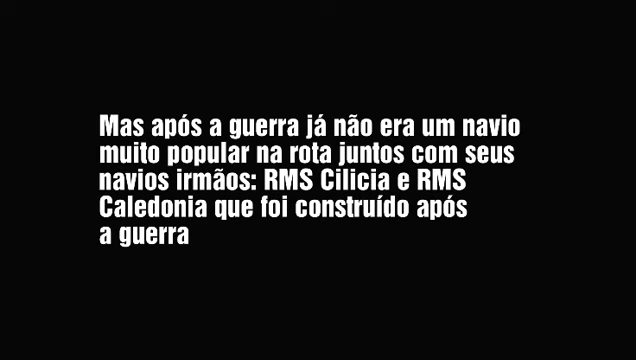 Mas após a guerra já não era um navio
muito popular na rota juntos com seus
navios irmãos: RMS Cilicia e RMS
Caledonia que foi construído após
a guerra